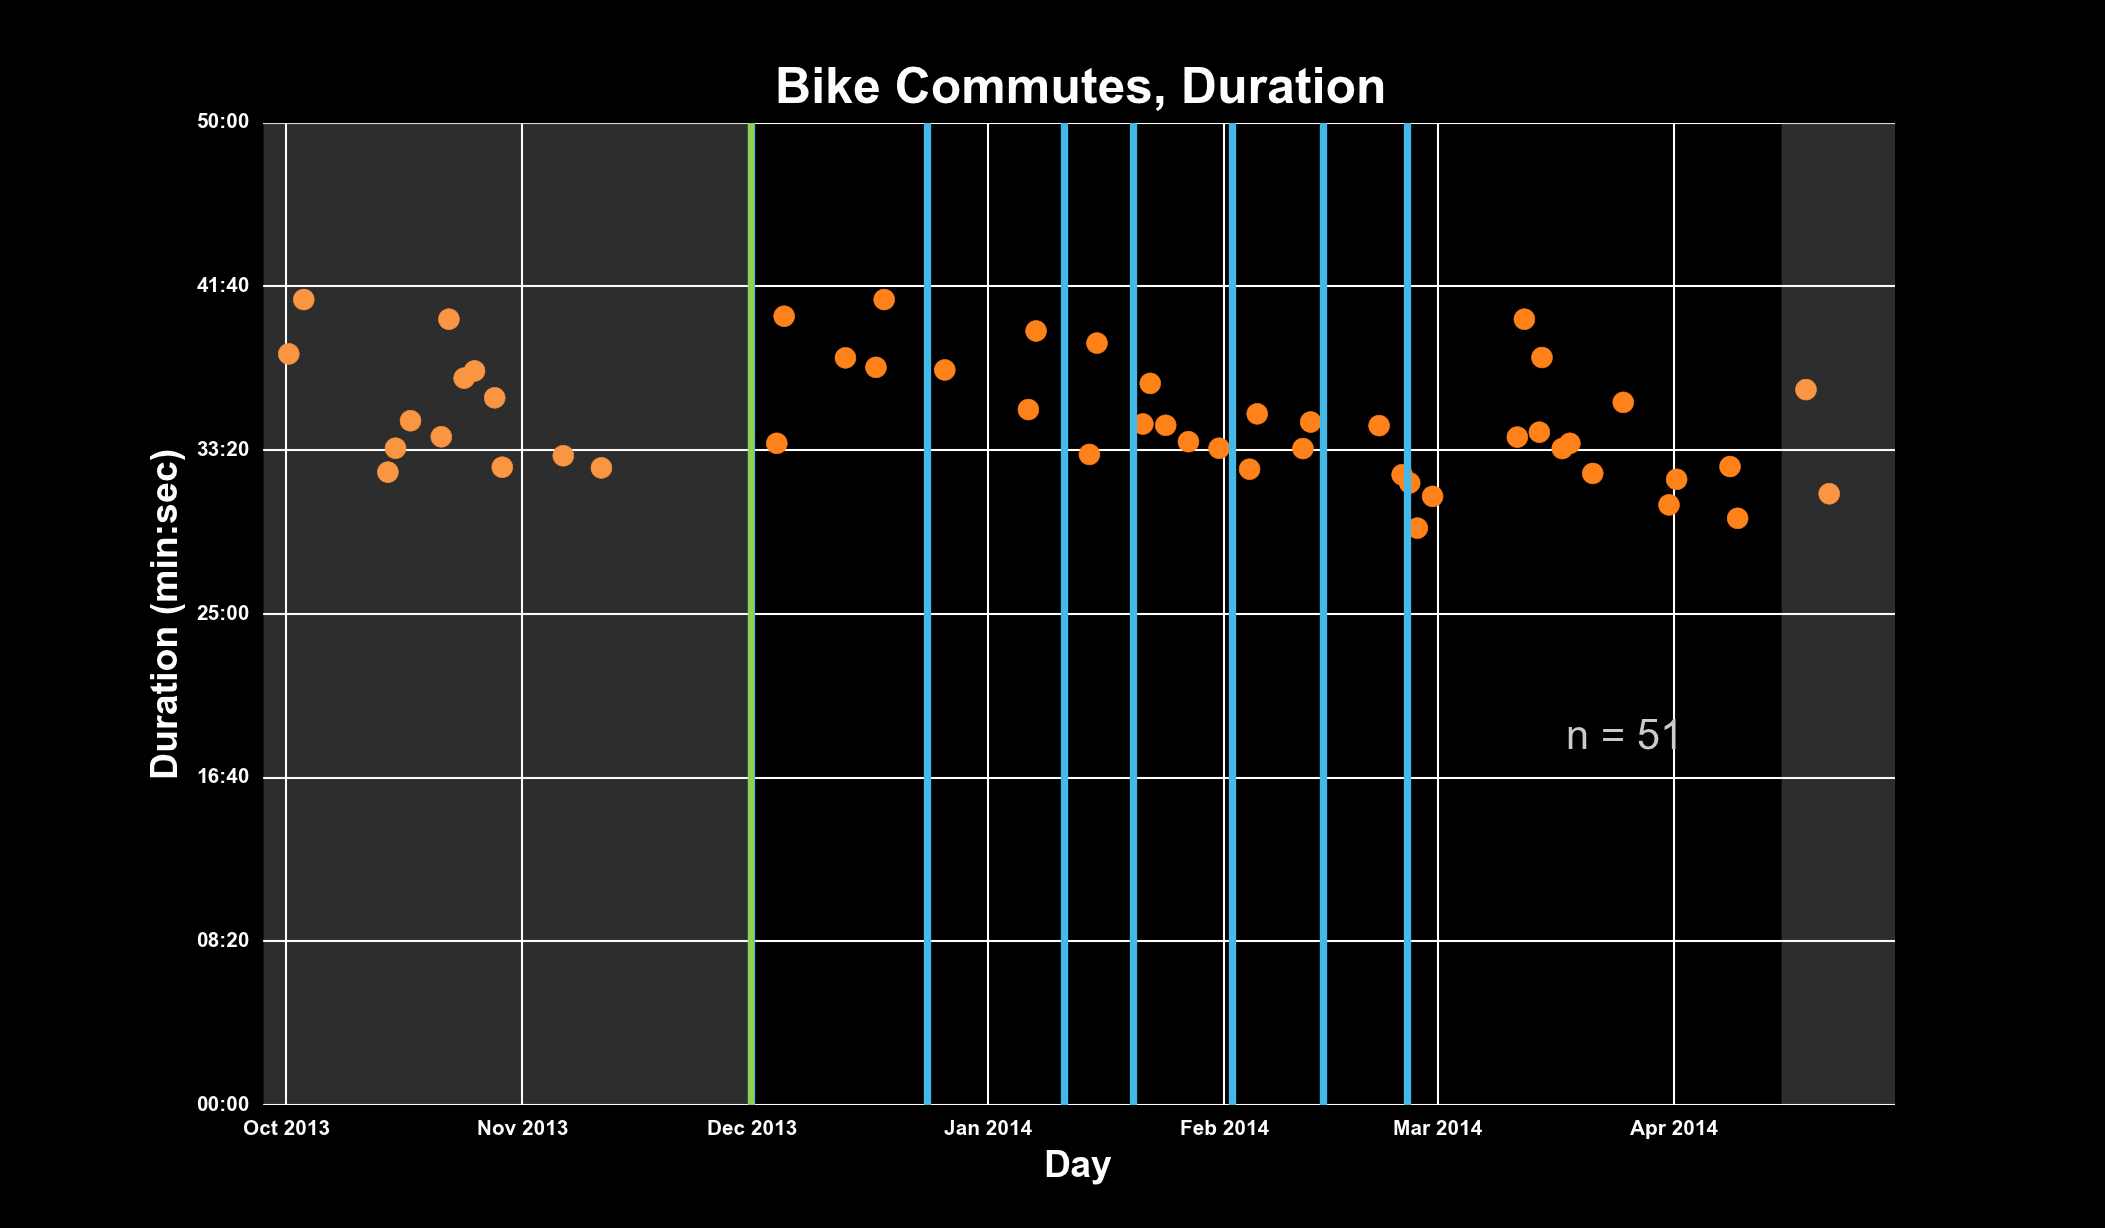 Bike Commutes, Duration
50:00
41:40
33:20
25:00
16:40
08:20
00:00
Duration (min:sec)
n = 51
Oct 2013
Nov 2013
Dec 2013
Jan 2014
Feb 2014
Mar 2014
Apr 2014
Day